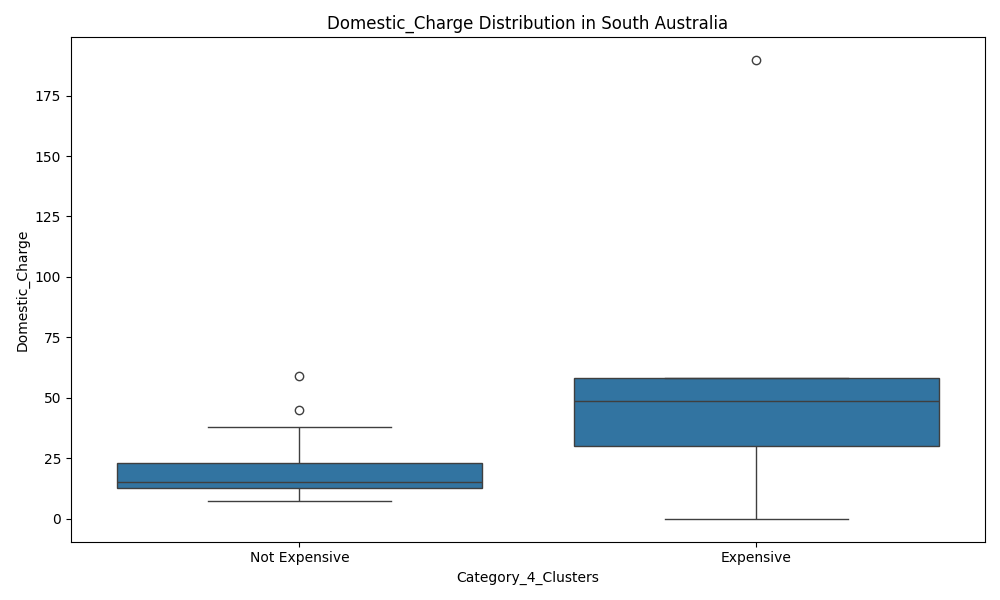 Domestic_Charge Distribution in South Australia
Domestic_Charge
175
150
125
100
75
50
25
0
Not Expensive
Expensive
Category_4_Clusters